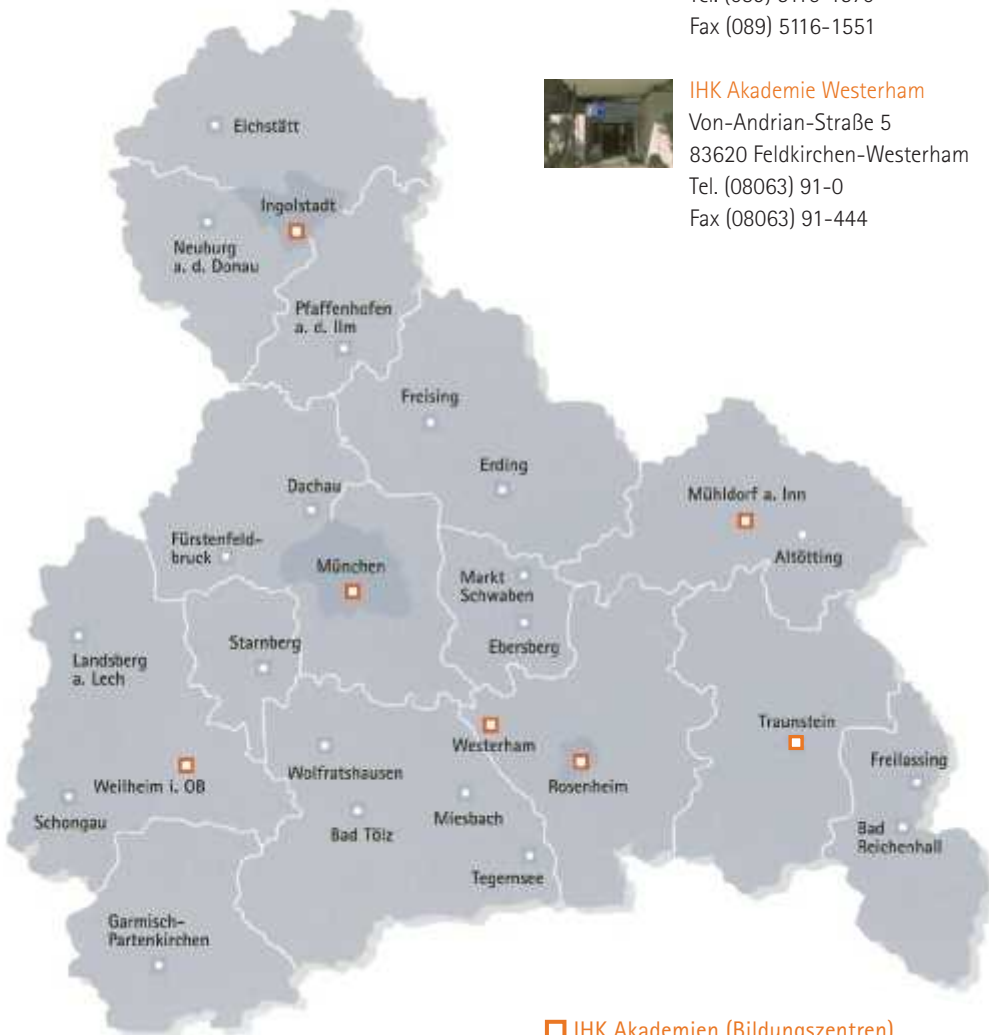 Fax (089) 5116-1551
IHK Akademie Westerham
Von-Andrian-Straße 5
83620 Feldkirchen-Westerham
Tel. (08063) 91-0
Fax (08063) 91-444
Eichstätt
Ingolstadt
Neuburg
a. d. Donau
Pfaffenhofen
a. d. Ilm
Freising
Erding
Dachau
Mühldorf a. Inn
Fürstenfeld-
bruck
München
Altötting
Markt
Schwaben
Starnberg
Ebersberg
Landsberg
a. Lech
Traunstein
Westerham
Freilassing
Wolfratshausen
Weilheim i. OB
Rosenheim
Schongau
Miesbach
Bad Tölz
Bad
Reichenhall
Tegernsee
Garmisch-
Partenkirchen
IHK Akademien (Bildungszentren)